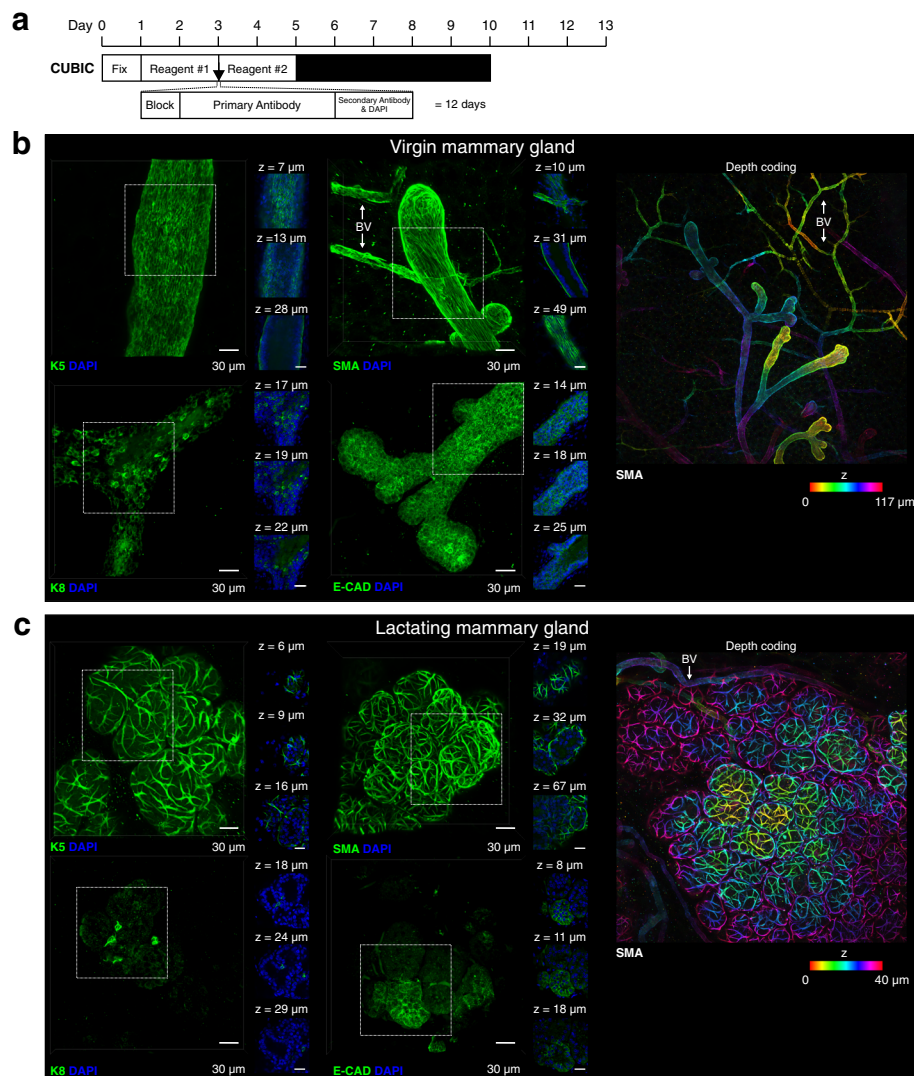 a
Day 0 1 2 3 4 5 6 7 8 9 10 11 12 13
CUBIC Fix Reagent #1 Reagent #2
Block Primary Antibody Secondary Antibody & DAPI = 12 days
b
Virgin mammary gland
z = 7 µm
z =13 µm
z = 28 µm
K5 DAPI
30 µm
BV
z =10 µm
z = 31 µm
z = 49 µm
SMA DAPI
30 µm
z = 17 µm
z = 19 µm
z = 22 µm
K8 DAPI
30 µm
z = 14 µm
z = 18 µm
z = 25 µm
E-CAD DAPI
30 µm
Depth coding
BV
SMA
z
0 117 µm
c
Lactating mammary gland
z = 6 µm
z = 9 µm
z = 16 µm
K5 DAPI
30 µm
z = 19 µm
z = 32 µm
z = 67 µm
SMA DAPI
30 µm
z = 18 µm
z = 24 µm
z = 29 µm
K8 DAPI
30 µm
z = 8 µm
z = 11 µm
z = 18 µm
E-CAD DAPI
30 µm
Depth coding
BV
SMA
z
0 40 µm